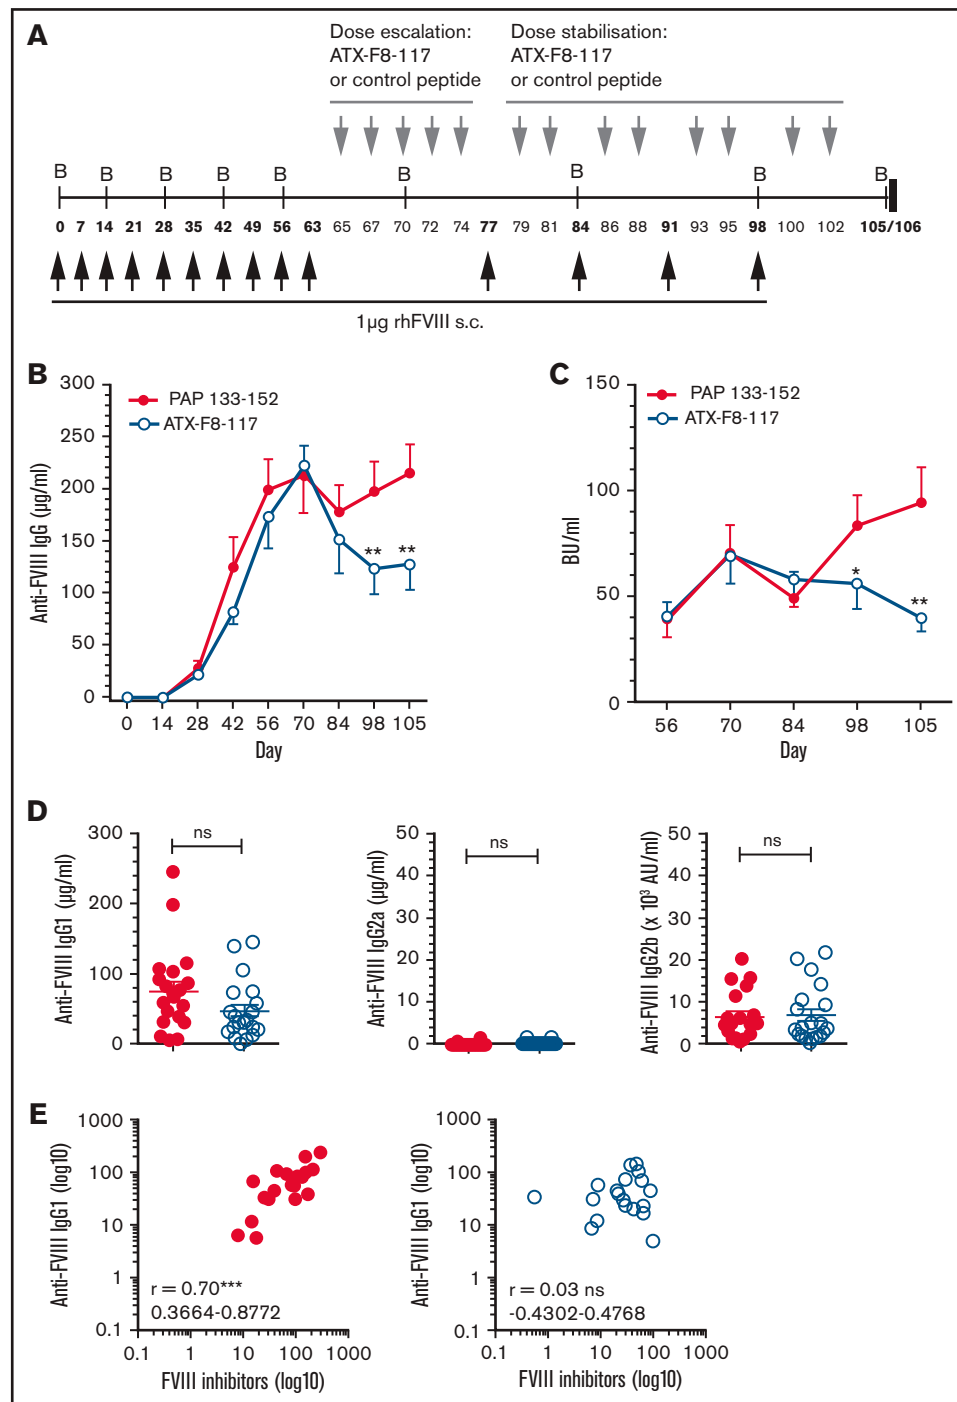 A
Dose escalation:
ATX-F8-117
or control peptide
Dose stabilisation:
ATX-F8-117
or control peptide
B B B B B B B B B
0 7 14 21 28 35 42 49 56 63 65 67 70 72 74 77 79 81 84 86 88 91 93 95 98 100 102 105/106
1µg rhFVIII s.c.
B
PAP 133-152
ATX-F8-117
Anti-FVIII IgG (µg/ml)
300
250
200
150
100
50
0
** **
0 14 28 42 56 70 84 98 105
Day
C
PAP 133-152
ATX-F8-117
BU/ml
150
100
50
0
*
**
56 70 84 98 105
Day
D
Anti-FVIII IgG1 (µg/ml)
300
200
100
0
ns
Anti-FVIII IgG2a (µg/ml)
50
40
30
20
10
0
ns
Anti-FVIII IgG2b (x 10³ AU/ml)
50
40
30
20
10
0
ns
E
Anti-FVIII IgG1 (log10)
1000
100
10
1
0.1
r = 0.70***
0.3664-0.8772
0.1 1 10 100 1000
FVIII inhibitors (log10)
Anti-FVIII IgG1 (log10)
1000
100
10
1
0.1
r = 0.03 ns
-0.4302-0.4768
0.1 1 10 100 1000
FVIII inhibitors (log10)